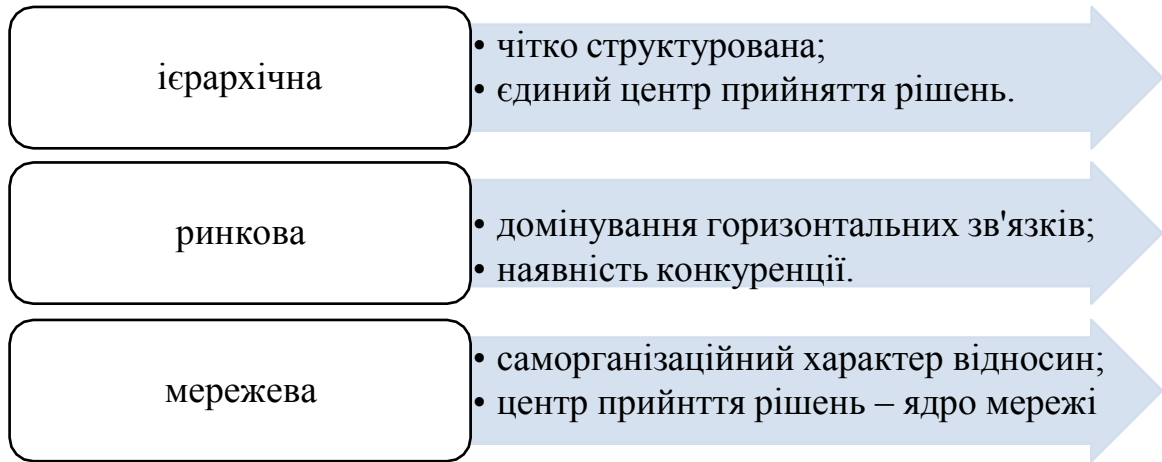 ієрархічна
• чітко структурована;
• єдиний центр прийняття рішень.
ринкова
• домінування горизонтальних зв'язків;
• наявність конкуренції.
мережева
• саморганізаційний характер відносин;
• центр прийнття рішень – ядро мережі